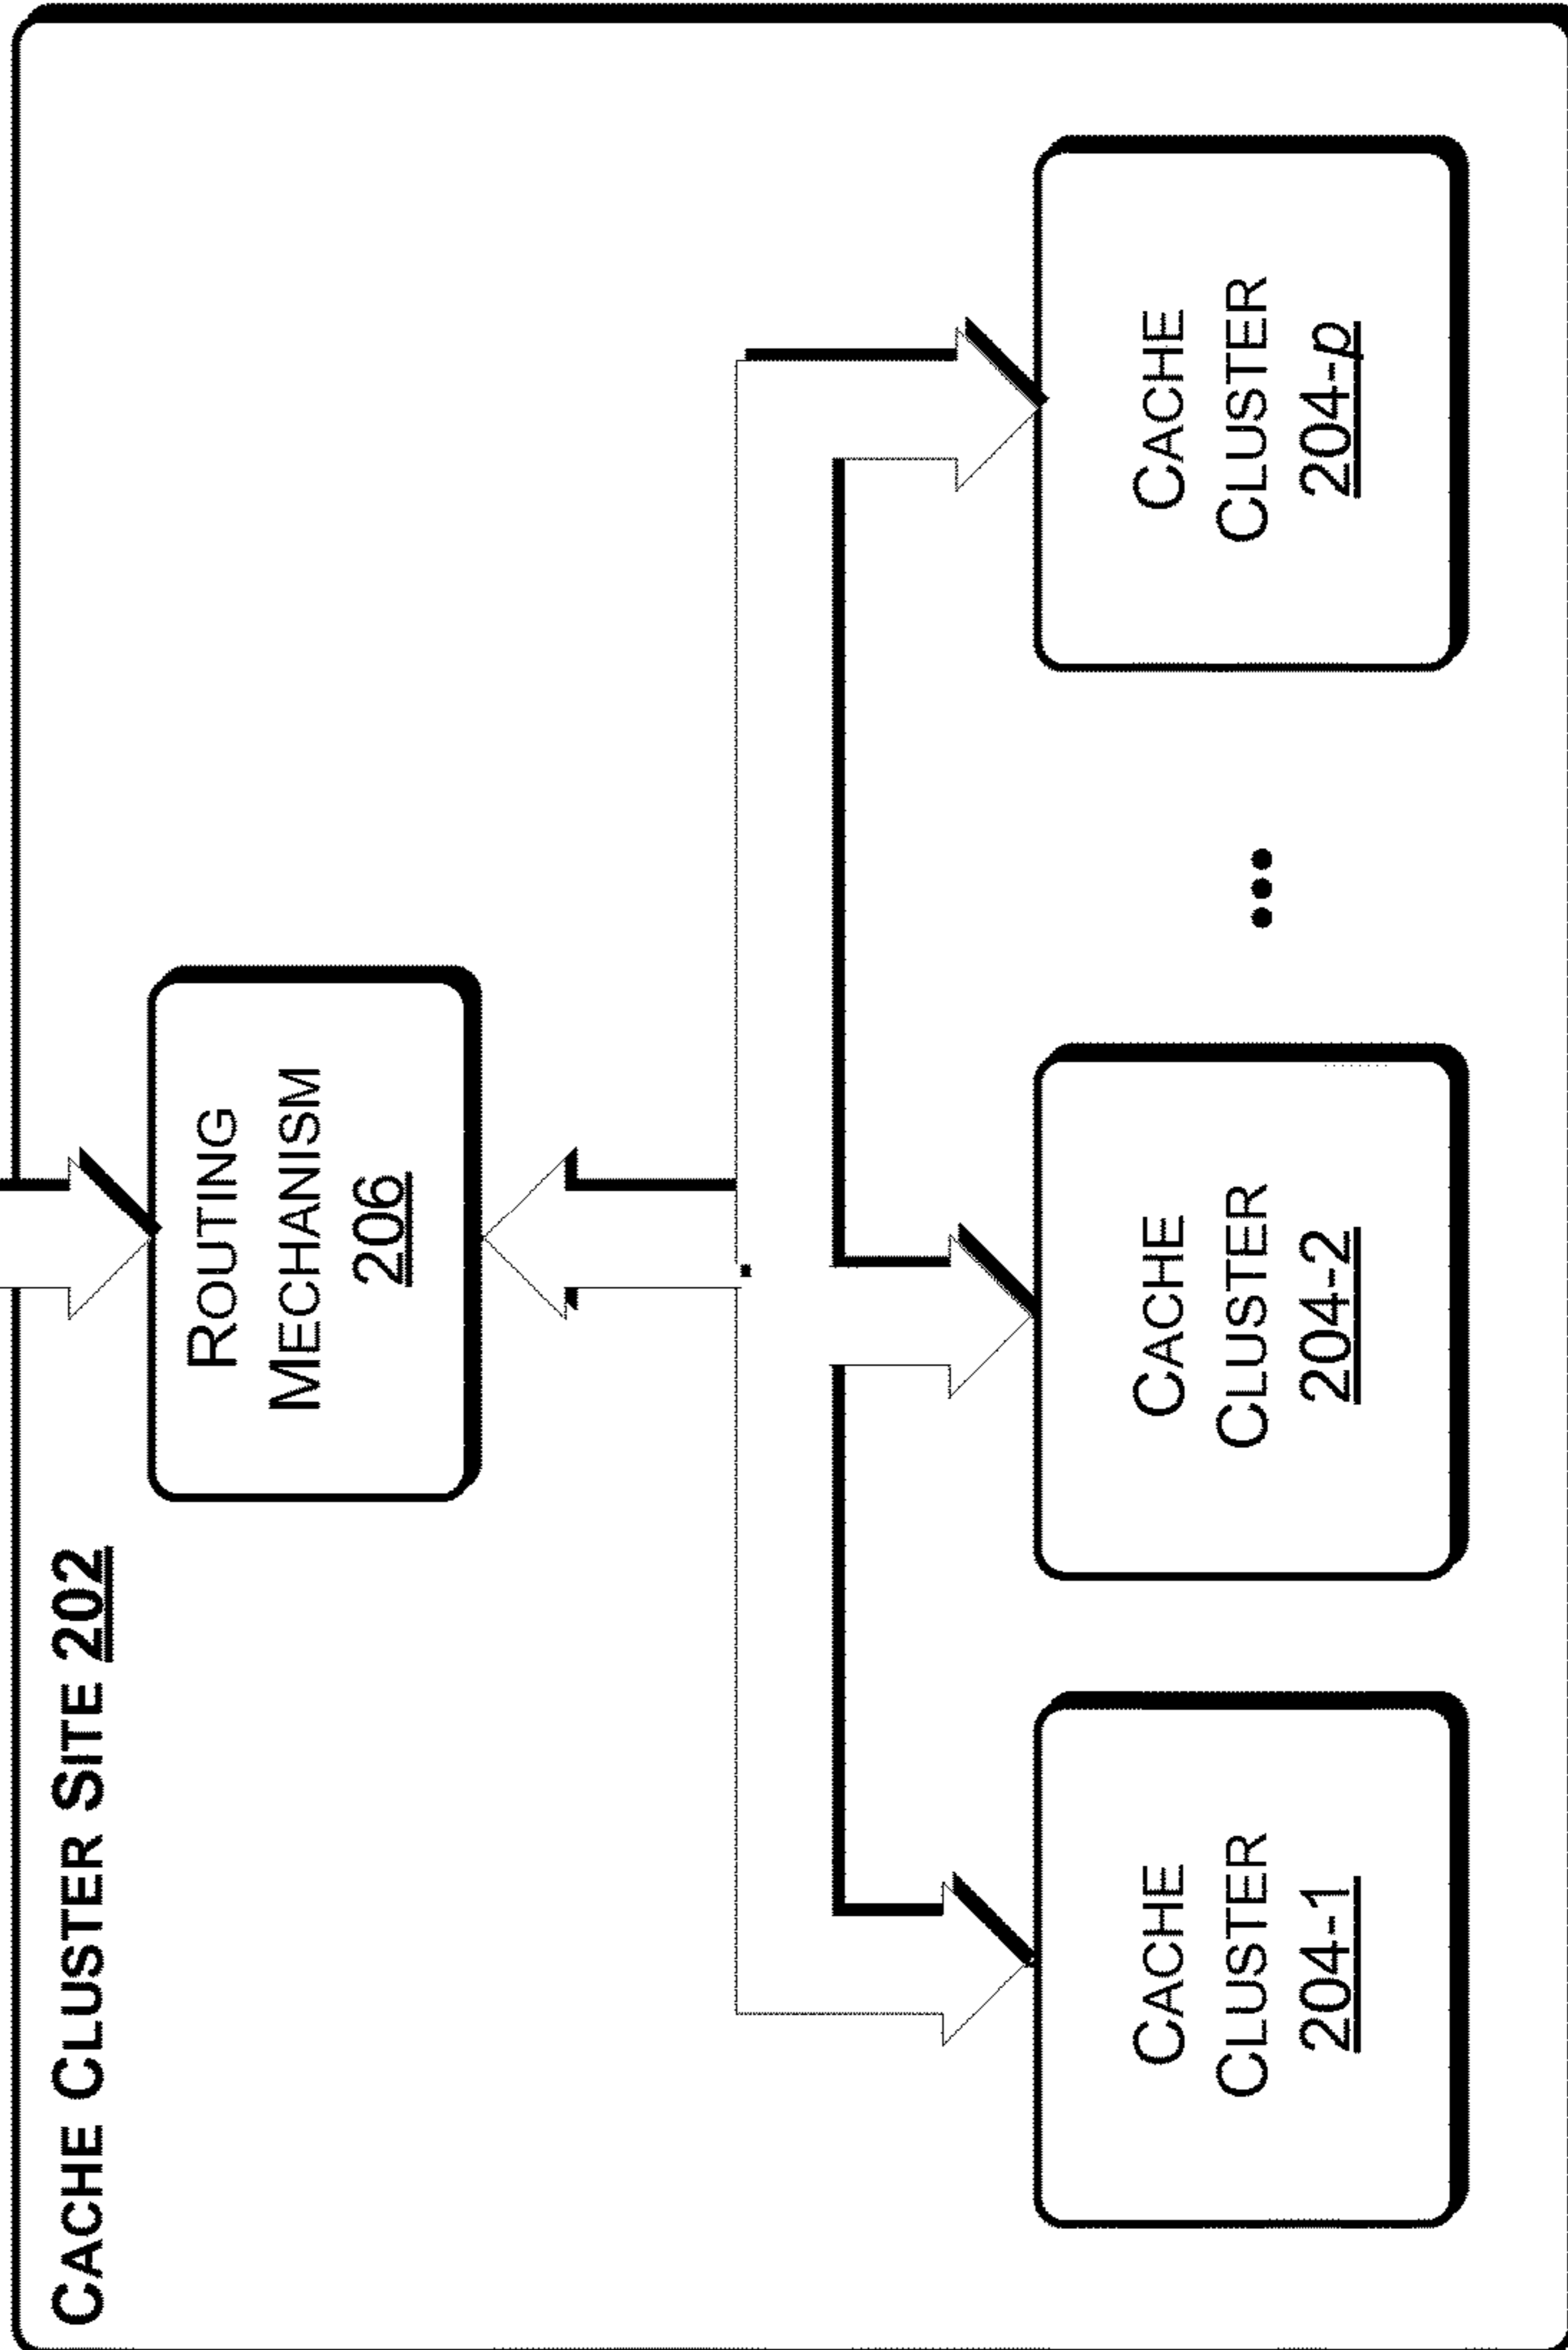 CACHE CLUSTER SITE 202
ROUTING
MECHANISM
206
CACHE
CLUSTER
204-1
CACHE
CLUSTER
204-2
•••
CACHE
CLUSTER
204-p